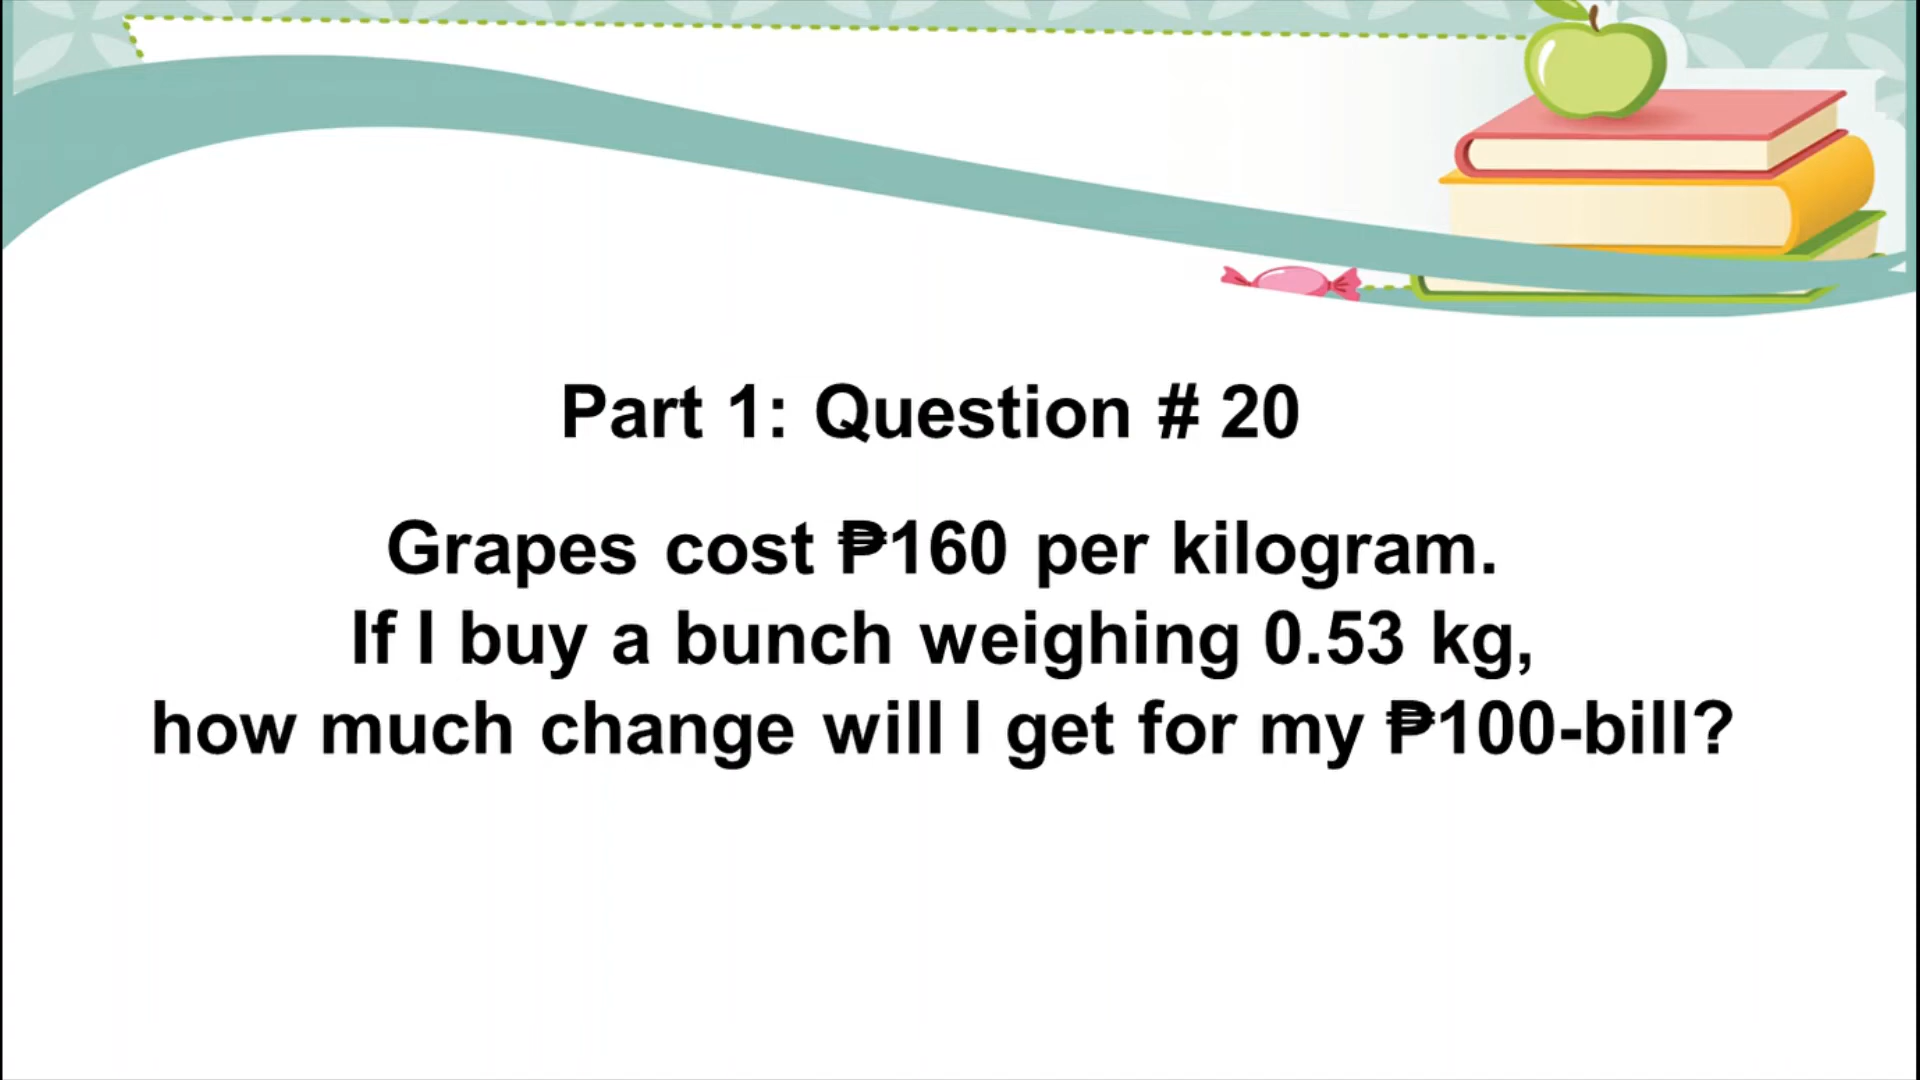 Part 1: Question # 20
Grapes cost ₱160 per kilogram.
If I buy a bunch weighing 0.53 kg,
how much change will I get for my ₱100-bill?